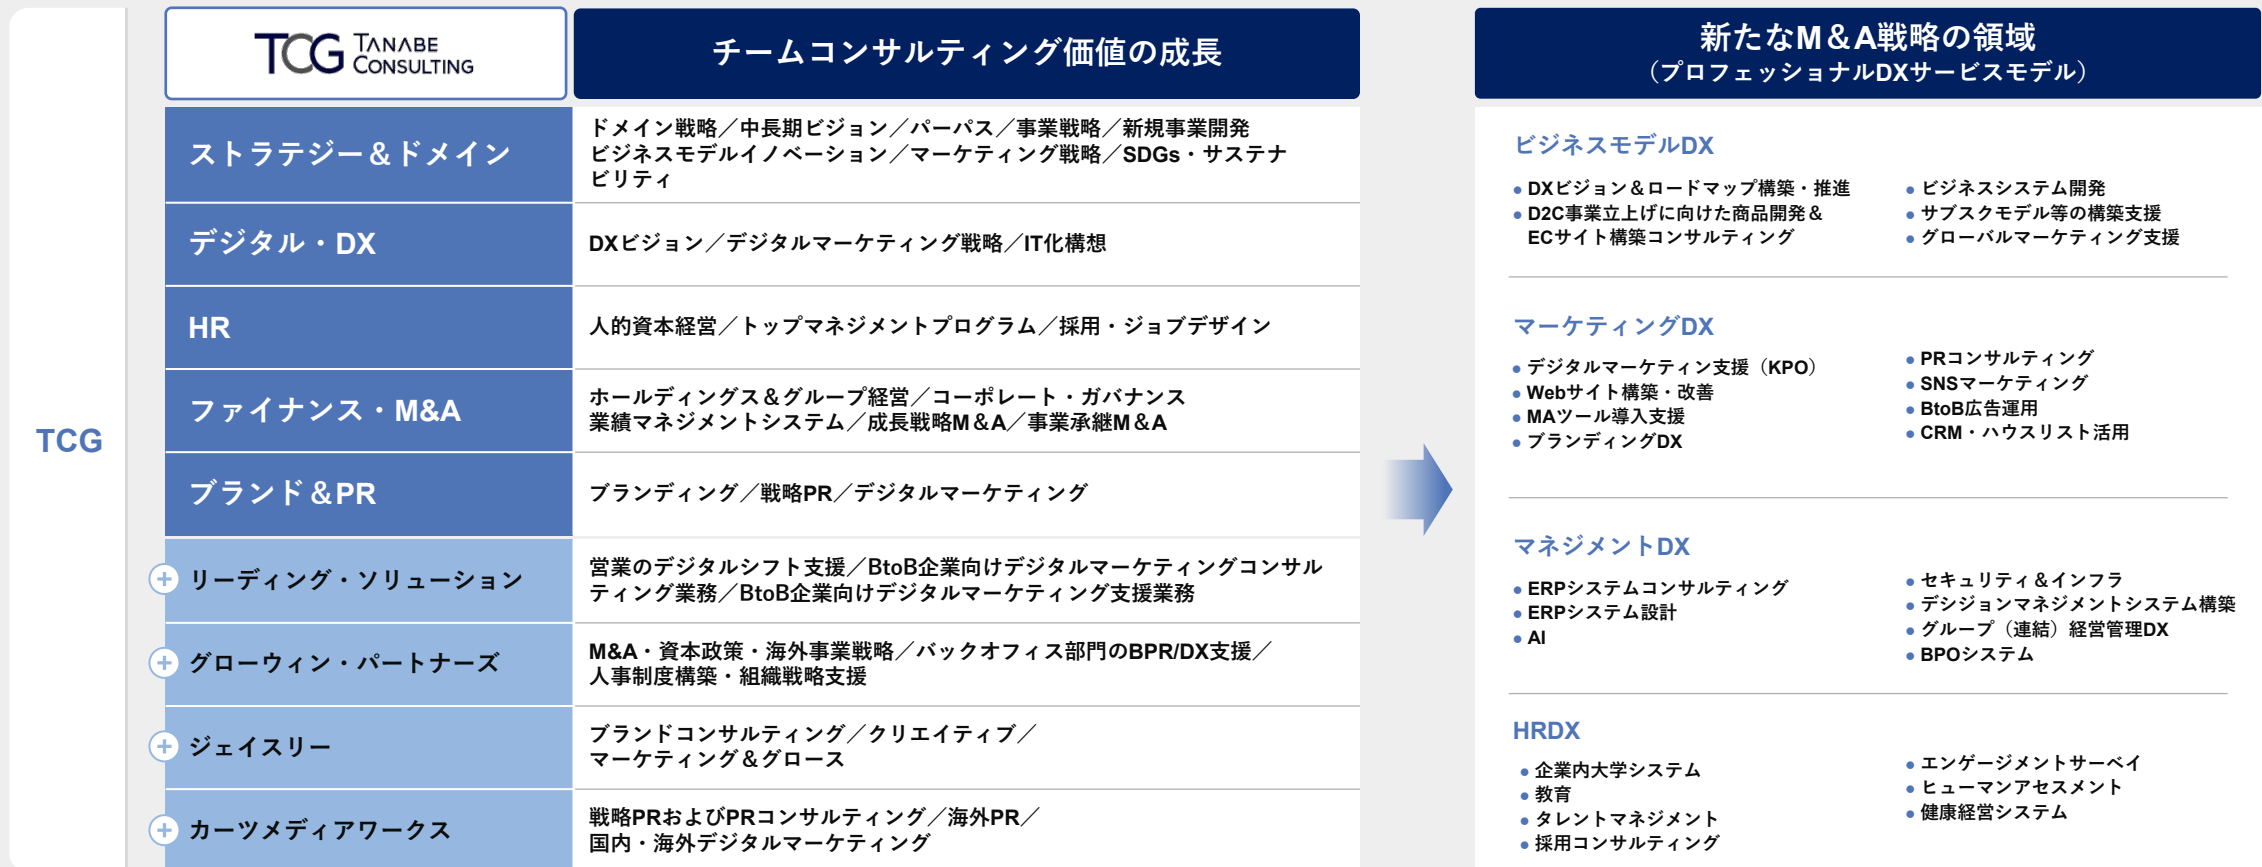 TCG
TCG TANABE CONSULTING
チームコンサルティング価値の成長
ストラテジー＆ドメイン
ドメイン戦略／中長期ビジョン／パーパス／事業戦略／新規事業開発
ビジネスモデルイノベーション／マーケティング戦略／SDGs・サステナ
ビリティ
デジタル・DX
DXビジョン／デジタルマーケティング戦略／IT化構想
HR
人的資本経営／トップマネジメントプログラム／採用・ジョブデザイン
ファイナンス・M&A
ホールディングス＆グループ経営／コーポレート・ガバナンス
業績マネジメントシステム／成長戦略M＆A／事業承継M＆A
ブランド＆PR
ブランディング／戦略PR／デジタルマーケティング
リーディング・ソリューション
営業のデジタルシフト支援／BtoB企業向けデジタルマーケティングコンサル
ティング業務／BtoB企業向けデジタルマーケティング支援業務
グローウィン・パートナーズ
M&A・資本政策・海外事業戦略／バックオフィス部門のBPR/DX支援／
人事制度構築・組織戦略支援
ジェイスリー
ブランドコンサルティング／クリエイティブ／
マーケティング＆グロース
カーツメディアワークス
戦略PRおよびPRコンサルティング／海外PR／
国内・海外デジタルマーケティング
新たなM＆A戦略の領域
（プロフェッショナルDXサービスモデル）
ビジネスモデルDX
● DXビジョン＆ロードマップ構築・推進
● D2C事業立上げに向けた商品開発＆
ECサイト構築コンサルティング
● ビジネスシステム開発
● サブスクモデル等の構築支援
● グローバルマーケティング支援
マーケティングDX
● デジタルマーケティン支援（KPO）
● Webサイト構築・改善
● MAツール導入支援
● ブランディングDX
● PRコンサルティング
● SNSマーケティング
● BtoB広告運用
● CRM・ハウスリスト活用
マネジメントDX
● ERPシステムコンサルティング
● ERPシステム設計
● AI
● セキュリティ＆インフラ
● デシジョンマネジメントシステム構築
● グループ（連結）経営管理DX
● BPOシステム
HRDX
● 企業内大学システム
● 教育
● タレントマネジメント
● 採用コンサルティング
● エンゲージメントサーベイ
● ヒューマンアセスメント
● 健康経営システム